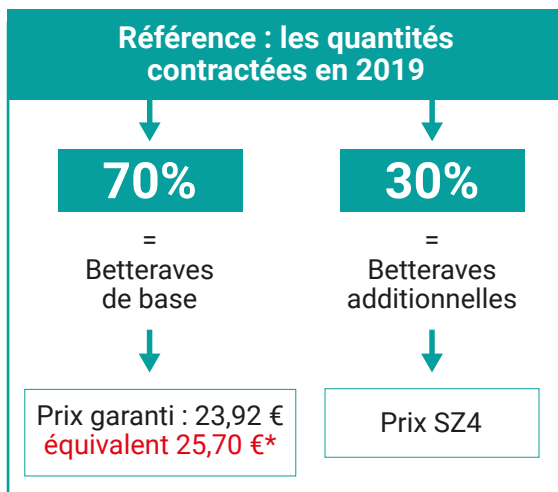 Référence : les quantités
contractées en 2019
70%
=
Betteraves
de base
Prix garanti : 23,92 €
équivalent 25,70 €*
30%
=
Betteraves
additionnelles
Prix SZ4